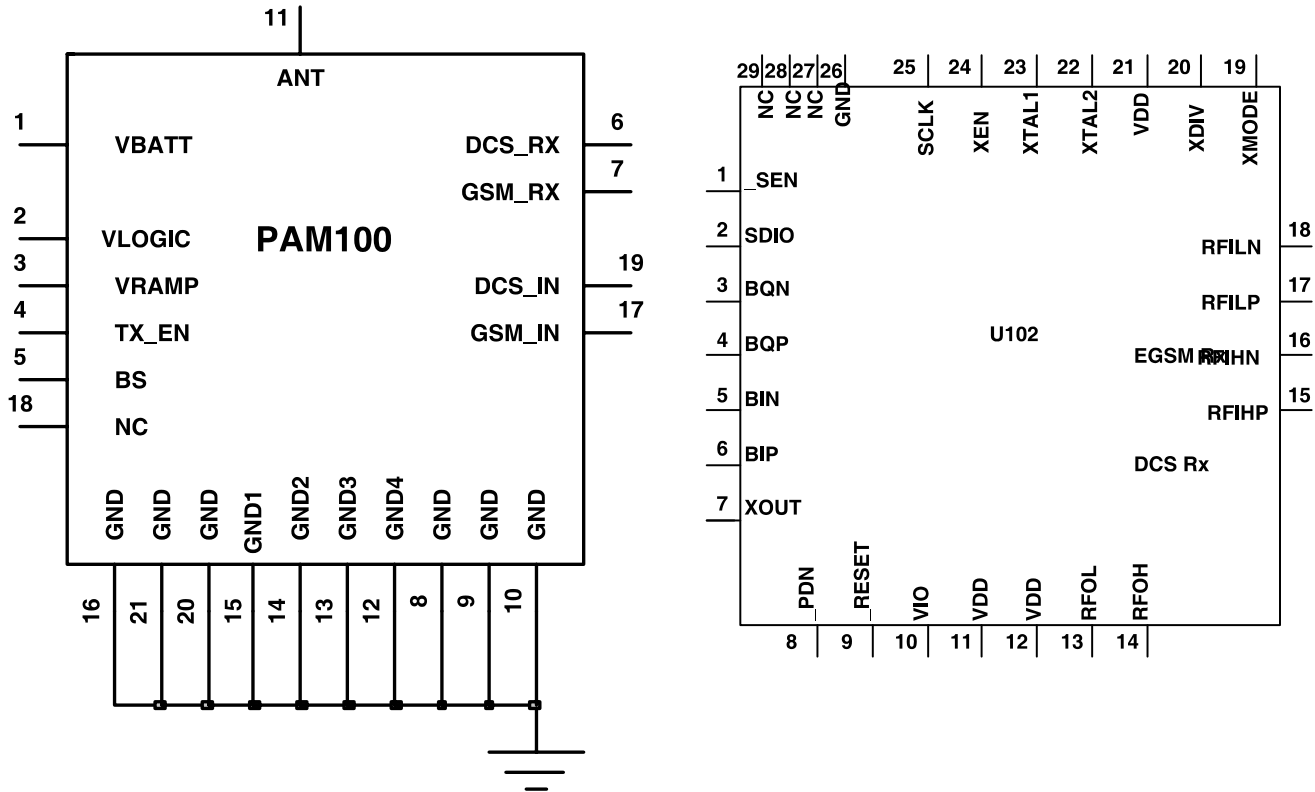 11
ANT
1
VBATT
DCS_RX
6
GSM_RX
7
2
VLOGIC
PAM100
3
VRAMP
DCS_IN
19
4
TX_EN
GSM_IN
17
5
BS
18
NC
GND
GND
GND
GND1
GND2
GND3
GND4
GND
GND
GND
16
21
20
15
14
13
12
8
9
10
29
28
27
26
25
24
23
22
21
20
19
NC
NC
NC
GND
SCLK
XEN
XTAL1
XTAL2
VDD
XDIV
XMODE
1
_SEN
2
SDIO
RFILN
18
3
BQN
RFILP
17
U102
4
BQP
EGSM Rx
RFIHN
16
5
BIN
RFIHP
15
6
BIP
DCS Rx
7
XOUT
_PDN
_RESET
VIO
VDD
VDD
RFOL
RFOH
8
9
10
11
12
13
14